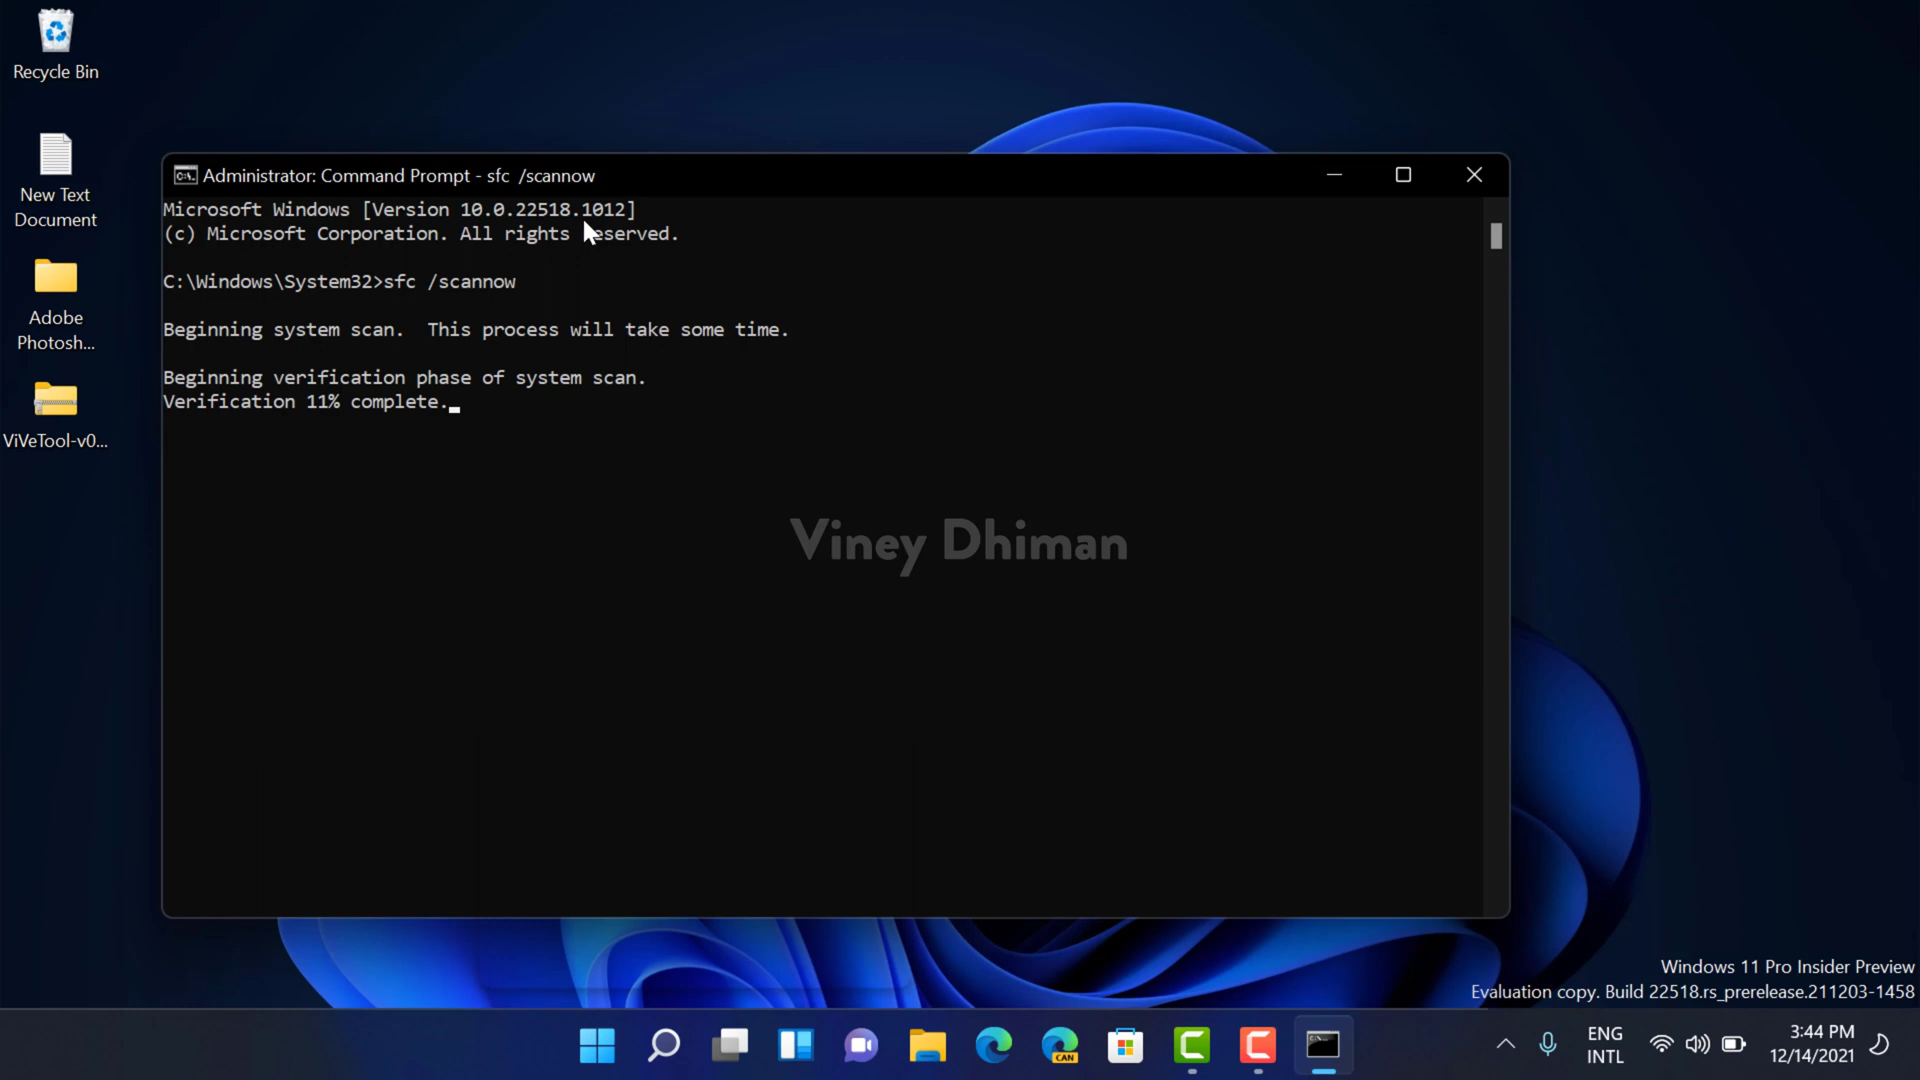 Recycle Bin
New Text
Document
Adobe
Photosh...
ViVeTool-v0...
Administrator: Command Prompt - sfc  /scannow
Microsoft Windows [Version 10.0.22518.1012]
(c) Microsoft Corporation. All rights reserved.
C:\Windows\System32>sfc /scannow
Beginning system scan.  This process will take some time.
Beginning verification phase of system scan.
Verification 11% complete.
Viney Dhiman
Windows 11 Pro Insider Preview
Evaluation copy. Build 22518.rs_prerelease.211203-1458
CAN
ENG
INTL
3:44 PM
12/14/2021